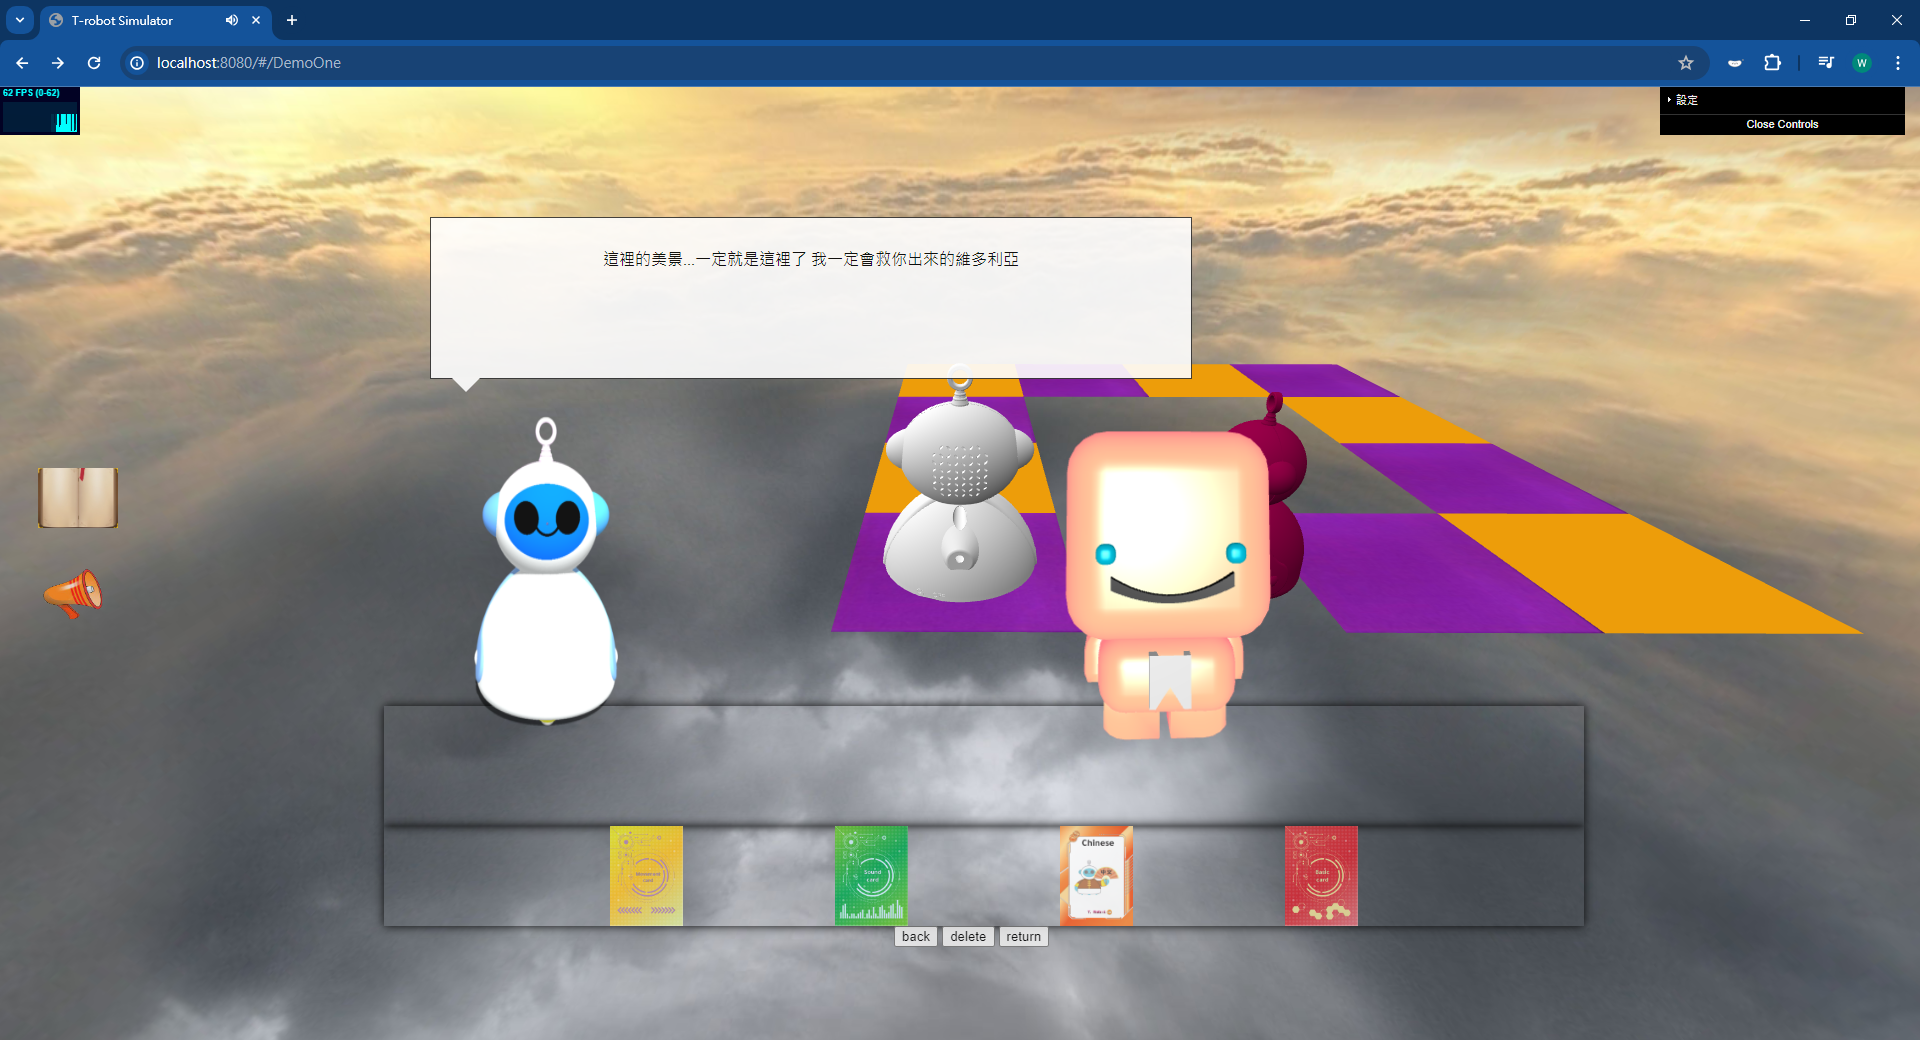 T-robot Simulator
localhost:8080/#/DemoOne
W
62 FPS (0-62)
設定
Close Controls
這裡的美景...一定就是這裡了 我一定會救你出來的維多利亞
Movement
card
Sound
card
Chinese
Basic
card
back
delete
return